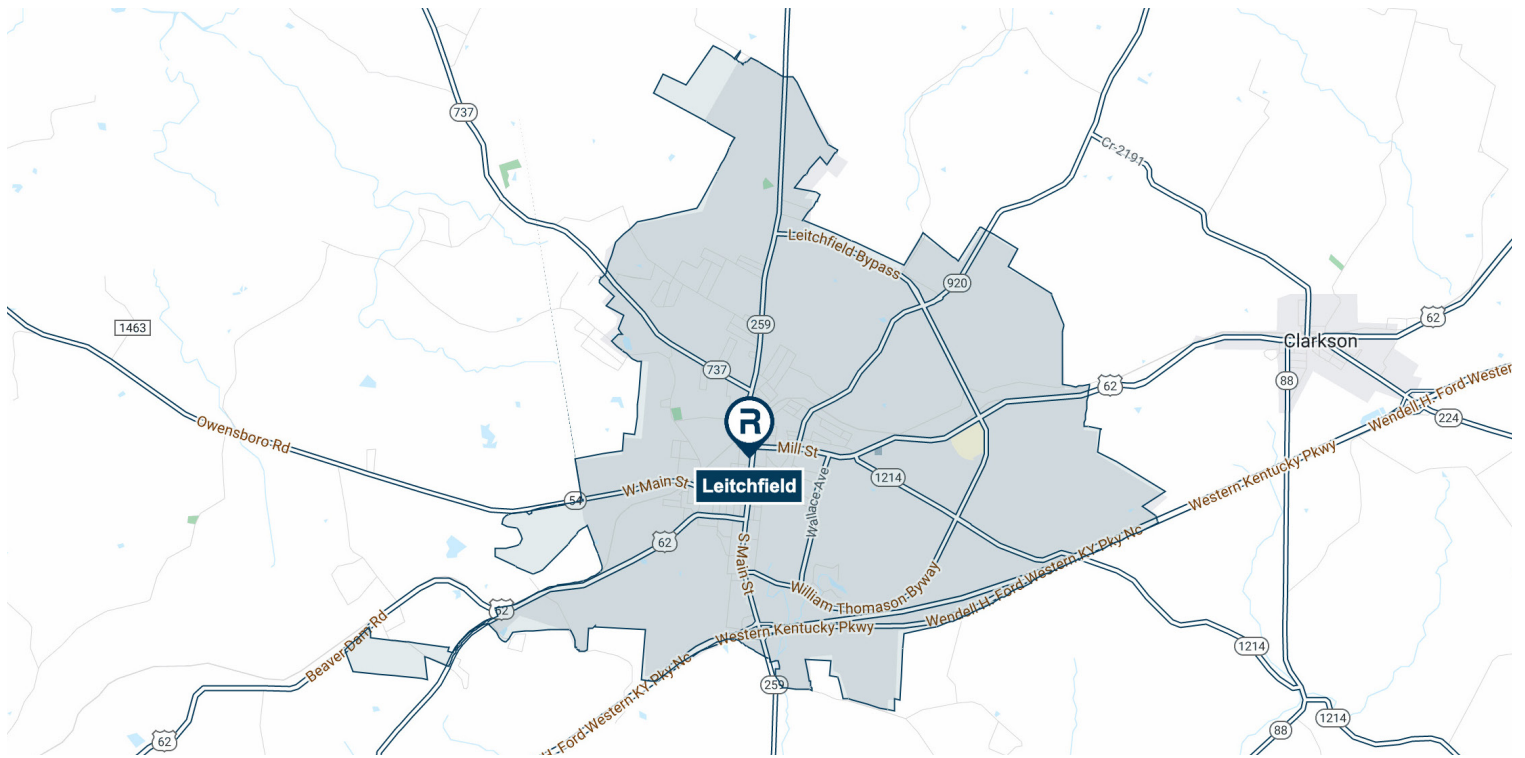 737
Cr-2191
Leitchfield Bypass
920
1463
259
62
Clarkson
737
62
88
Wendell H. Ford Western
224
R
Owensboro Rd
Mill St
Leitchfield
W Main St
54
1214
Wallace Ave
Western Kentucky Pkwy
62
S Main St
Wendell H. Ford Western KY Pky Nc
William Thomason Byway
62
Western Kentucky Pkwy
Beaver Dam Rd
H. Ford Western KY Pky Nc
259
1214
1214
62
88